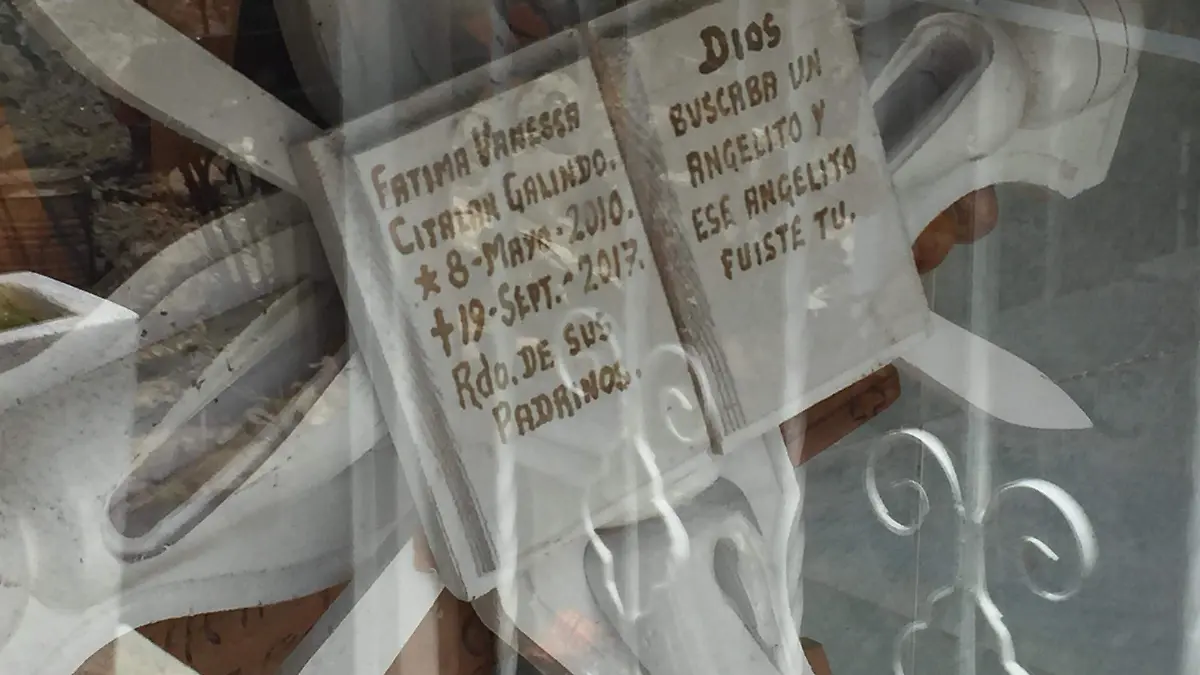 FATIMA VANESSA
CITALAN GALINDO.
* 8-MAYO-2010.
† 19-SEPT.-2017.
Rdo. DE SUS
PADRINOS.
DIOS
BUSCABA UN
ANGELITO Y
ESE ANGELITO
FUISTE TU.